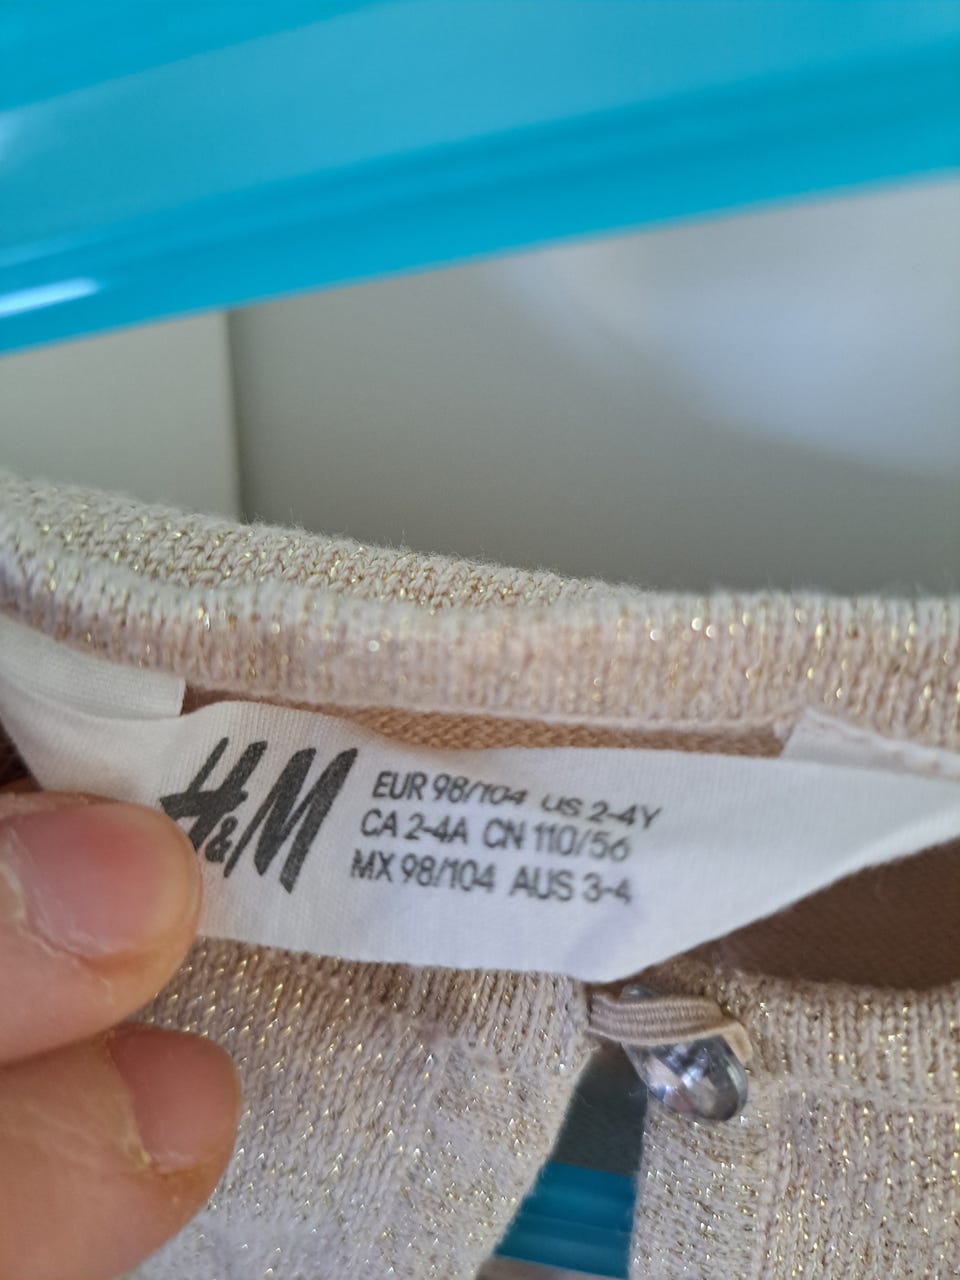 H&M
EUR 98/104 US 2-4Y
CA 2-4A CN 110/56
MX 98/104 AUS 3-4